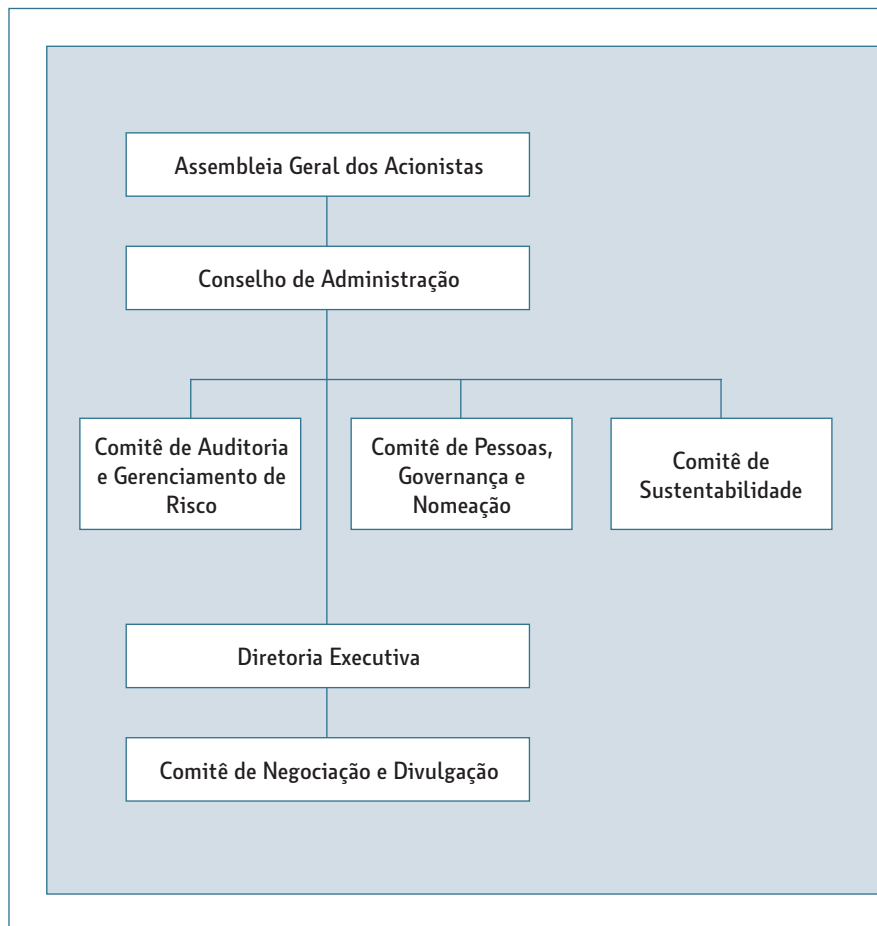 Assembleia Geral dos Acionistas
Conselho de Administração
Comitê de Auditoria
e Gerenciamento de
Risco
Comitê de Pessoas,
Governança e
Nomeação
Comitê de
Sustentabilidade
Diretoria Executiva
Comitê de Negociação e Divulgação